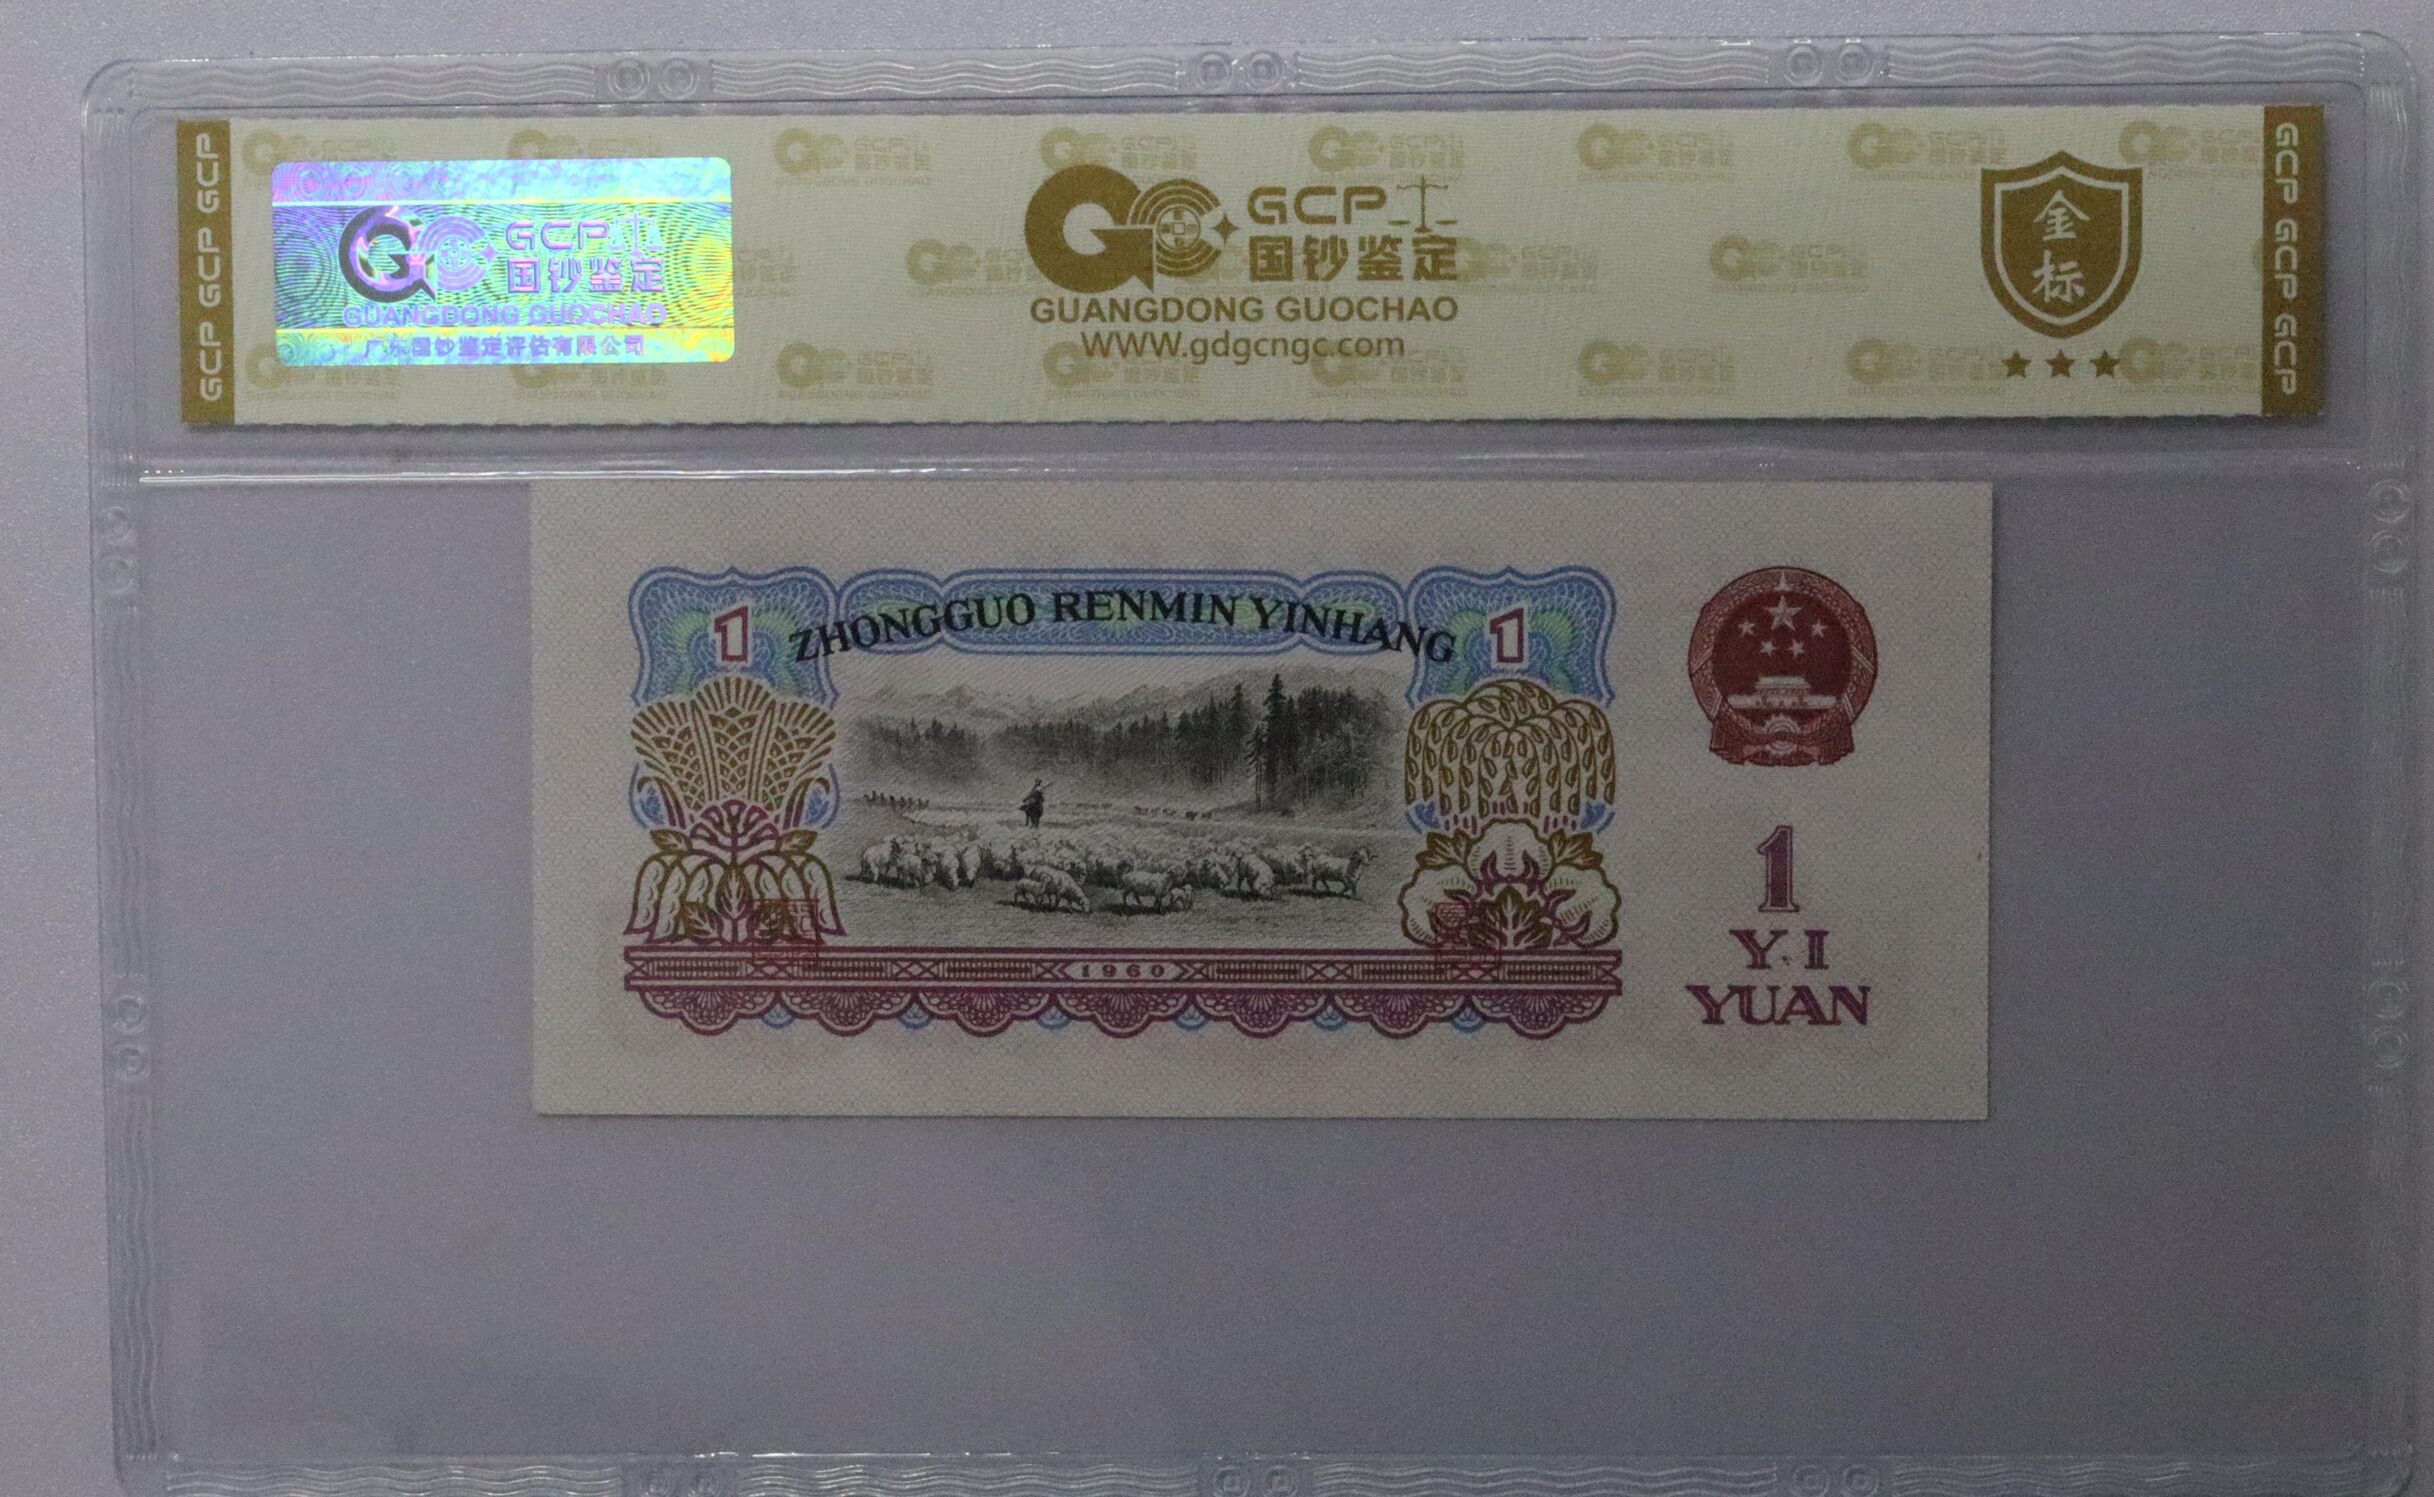 GCP GCP GCP
GCP
国钞鉴定
GUANGDONG GUOCHAO
广东国钞鉴定评估有限公司
GCP
国钞鉴定
GUANGDONG GUOCHAO
WWW.gdgcngc.com
金
标
GCP GCP GCP
ZHONGGUO RENMIN YINHANG
1
1
1960
1
Y.I
YUAN